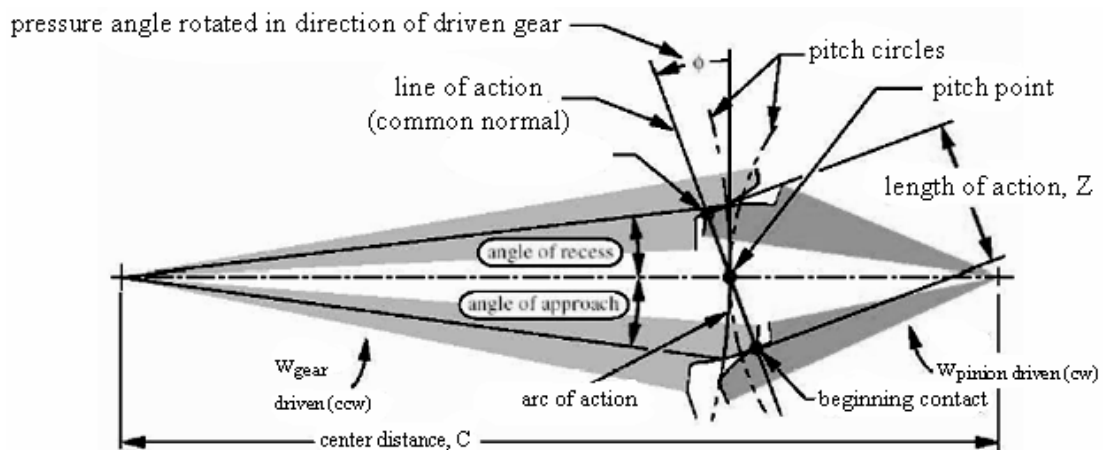 pressure angle rotated in direction of driven gear
ϕ
pitch circles
line of action
(common normal)
pitch point
length of action, Z
angle of recess
angle of approach
Wgear
driven (ccw)
arc of action
Wpinion driven (cw)
beginning contact
center distance, C